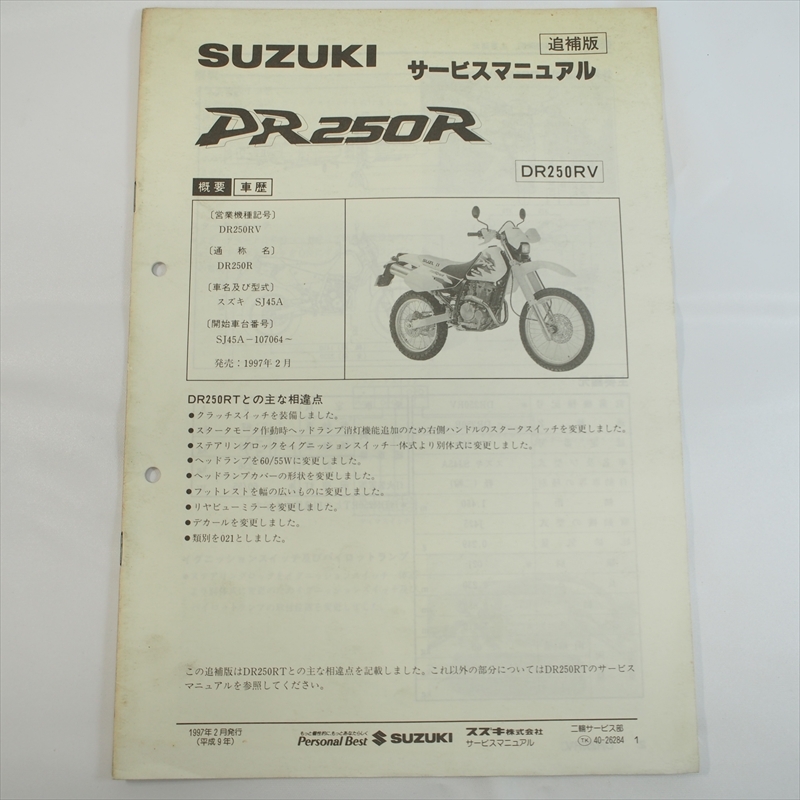 SUZUKI
追補版
サービスマニュアル
DR250R
DR250RV
概要 車歴
〔営業機種記号〕
DR250RV
〔通 称 名〕
DR250R
〔車名及び型式〕
スズキ SJ45A
〔開始車台番号〕
SJ45A－107064～
発売：1997年2月
DR250RTとの主な相違点
●クラッチスイッチを装備しました。
●スタータモータ作動時ヘッドランプ消灯機能追加のため右側ハンドルのスタータスイッチを変更しました。
●ステアリングロックをイグニッションスイッチ一体式より別体式に変更しました。
●ヘッドランプを60/55Wに変更しました。
●ヘッドランプカバーの形状を変更しました。
●フットレストを幅の広いものに変更しました。
●リヤビューミラーを変更しました。
●デカールを変更しました。
●類別を021としました。
この追補版はDR250RTとの主な相違点を記載しました。これ以外の部分についてはDR250RTのサービス
マニュアルを参照してください。
1997年2月発行
（平成9年）
もっと個性的に もっとあなたらしく
Personal Best
SUZUKI
スズキ株式会社
サービスマニュアル
二輪サービス部
TK 40-26284 1